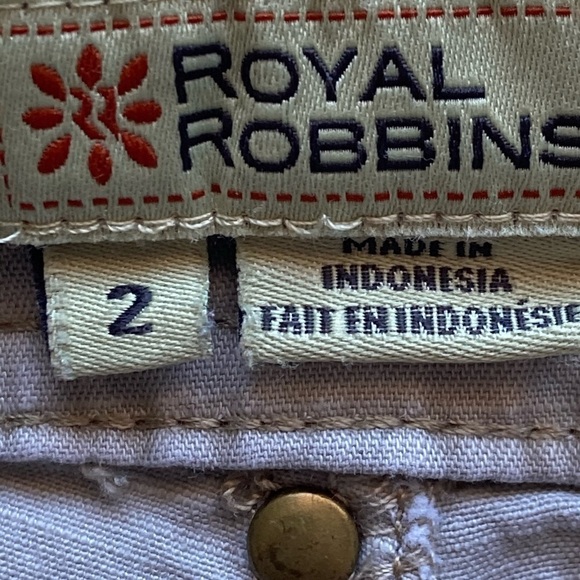 ROYAL
ROBBINS
2
MADE IN
INDONESIA
FAIT EN INDONÉSIE